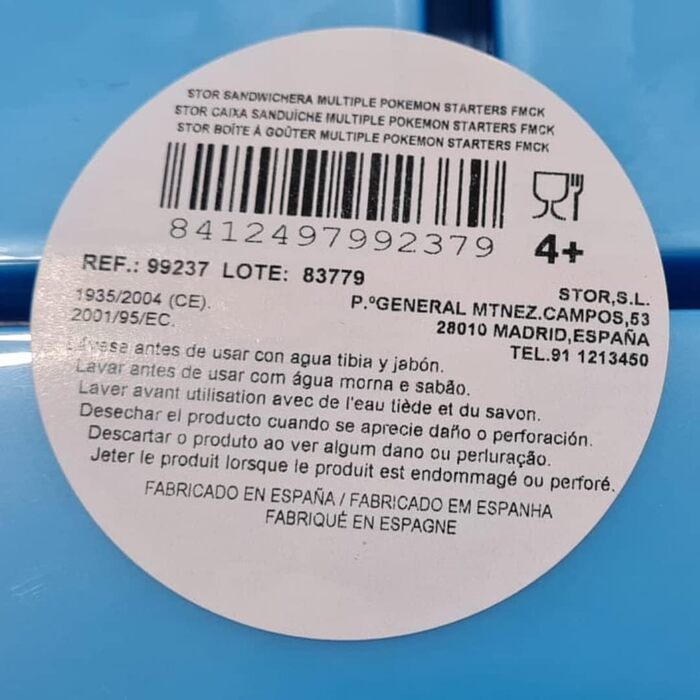 STOR SANDWICHERA MULTIPLE POKEMON STARTERS FMCK
STOR CAIXA SANDUÍCHE MULTIPLE POKEMON STARTERS FMCK
STOR BOÎTE À GOÛTER MULTIPLE POKEMON STARTERS FMCK
8412497992379
4+
REF.: 99237 LOTE: 83779
1935/2004 (CE).
2001/95/EC.
STOR,S.L.
P.ºGENERAL MTNEZ.CAMPOS,53
28010 MADRID,ESPAÑA
TEL.91 1213450
Lávese antes de usar con agua tibia y jabón.
Lavar antes de usar com água morna e sabão.
Laver avant utilisation avec de l'eau tiède et du savon.
Desechar el producto cuando se aprecie daño o perforación.
Descartar o produto ao ver algum dano ou perluração.
Jeter le produit lorsque le produit est endommagé ou perforé.
FABRICADO EN ESPAÑA / FABRICADO EM ESPANHA
FABRIQUÉ EN ESPAGNE